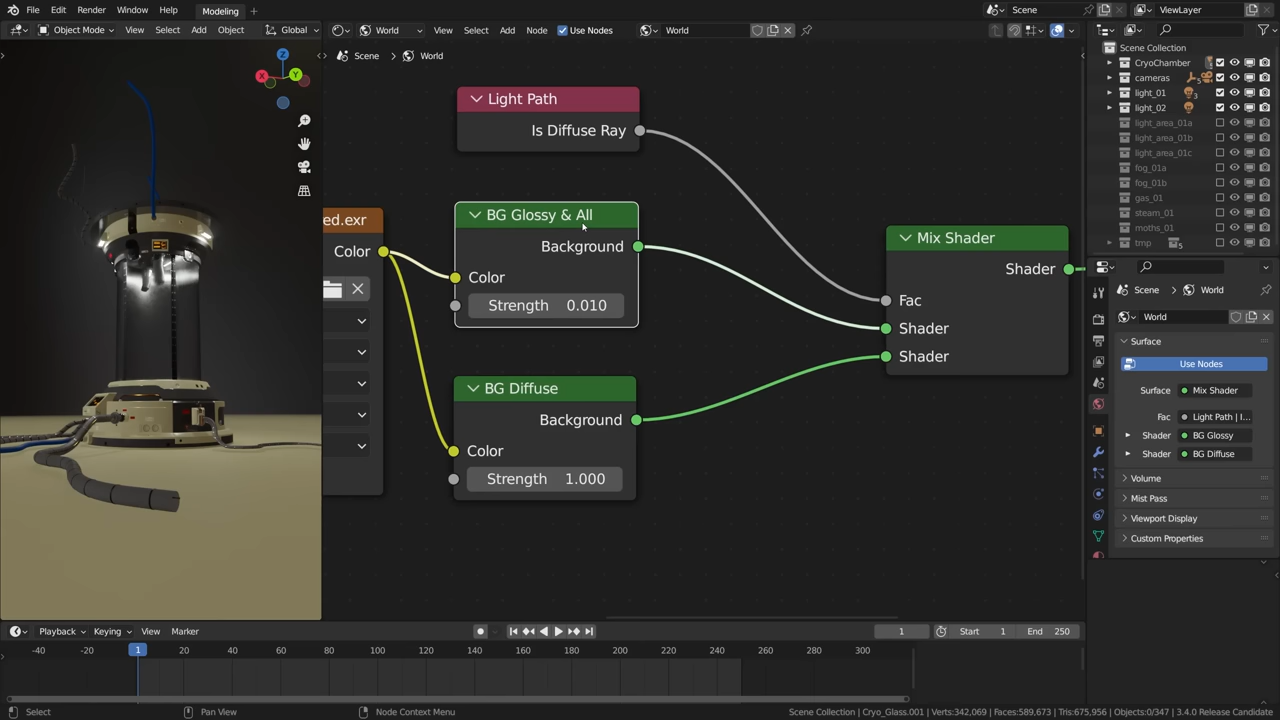 File Edit Render Window Help Modeling + Scene ViewLayer
Object Mode View Select Add Object Global World View Select Add Node Use Nodes World
Scene > World
X
Y
Z
Light Path
Is Diffuse Ray
ed.exr
Color
BG Glossy & All
Background
Color
Strength 0.010
BG Diffuse
Background
Color
Strength 1.000
Mix Shader
Shader
Fac
Shader
Shader
Scene Collection
CryoChamber
cameras 5
light_01 3
light_02
light_area_01a
light_area_01b
light_area_01c
fog_01a
fog_01b
gas_01
steam_01
moths_01
tmp 5
Scene > World
World
Surface
Use Nodes
Surface Mix Shader
Fac Light Path | I...
Shader BG Glossy
Shader BG Diffuse
Volume
Mist Pass
Viewport Display
Custom Properties
Playback Keying View Marker 1 Start 1 End 250
-40 -20 1 20 40 60 80 100 120 140 160 180 200 220 240 260 280 300
Select Pan View Node Context Menu Scene Collection | Cryo_Glass.001 | Verts:342,069 | Faces:589,673 | Tris:675,956 | Objects:0/347 | 3.4.0 Release Candidate